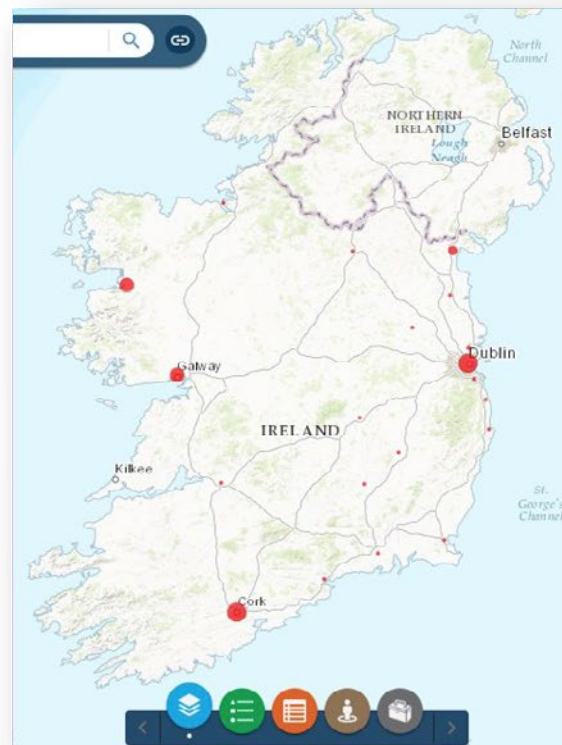 North
Channel
NORTHERN
IRELAND
Belfast
Lough
Neagh
Dublin
Galway
IRELAND
Kilkee
St.
George's
Channel
Cork